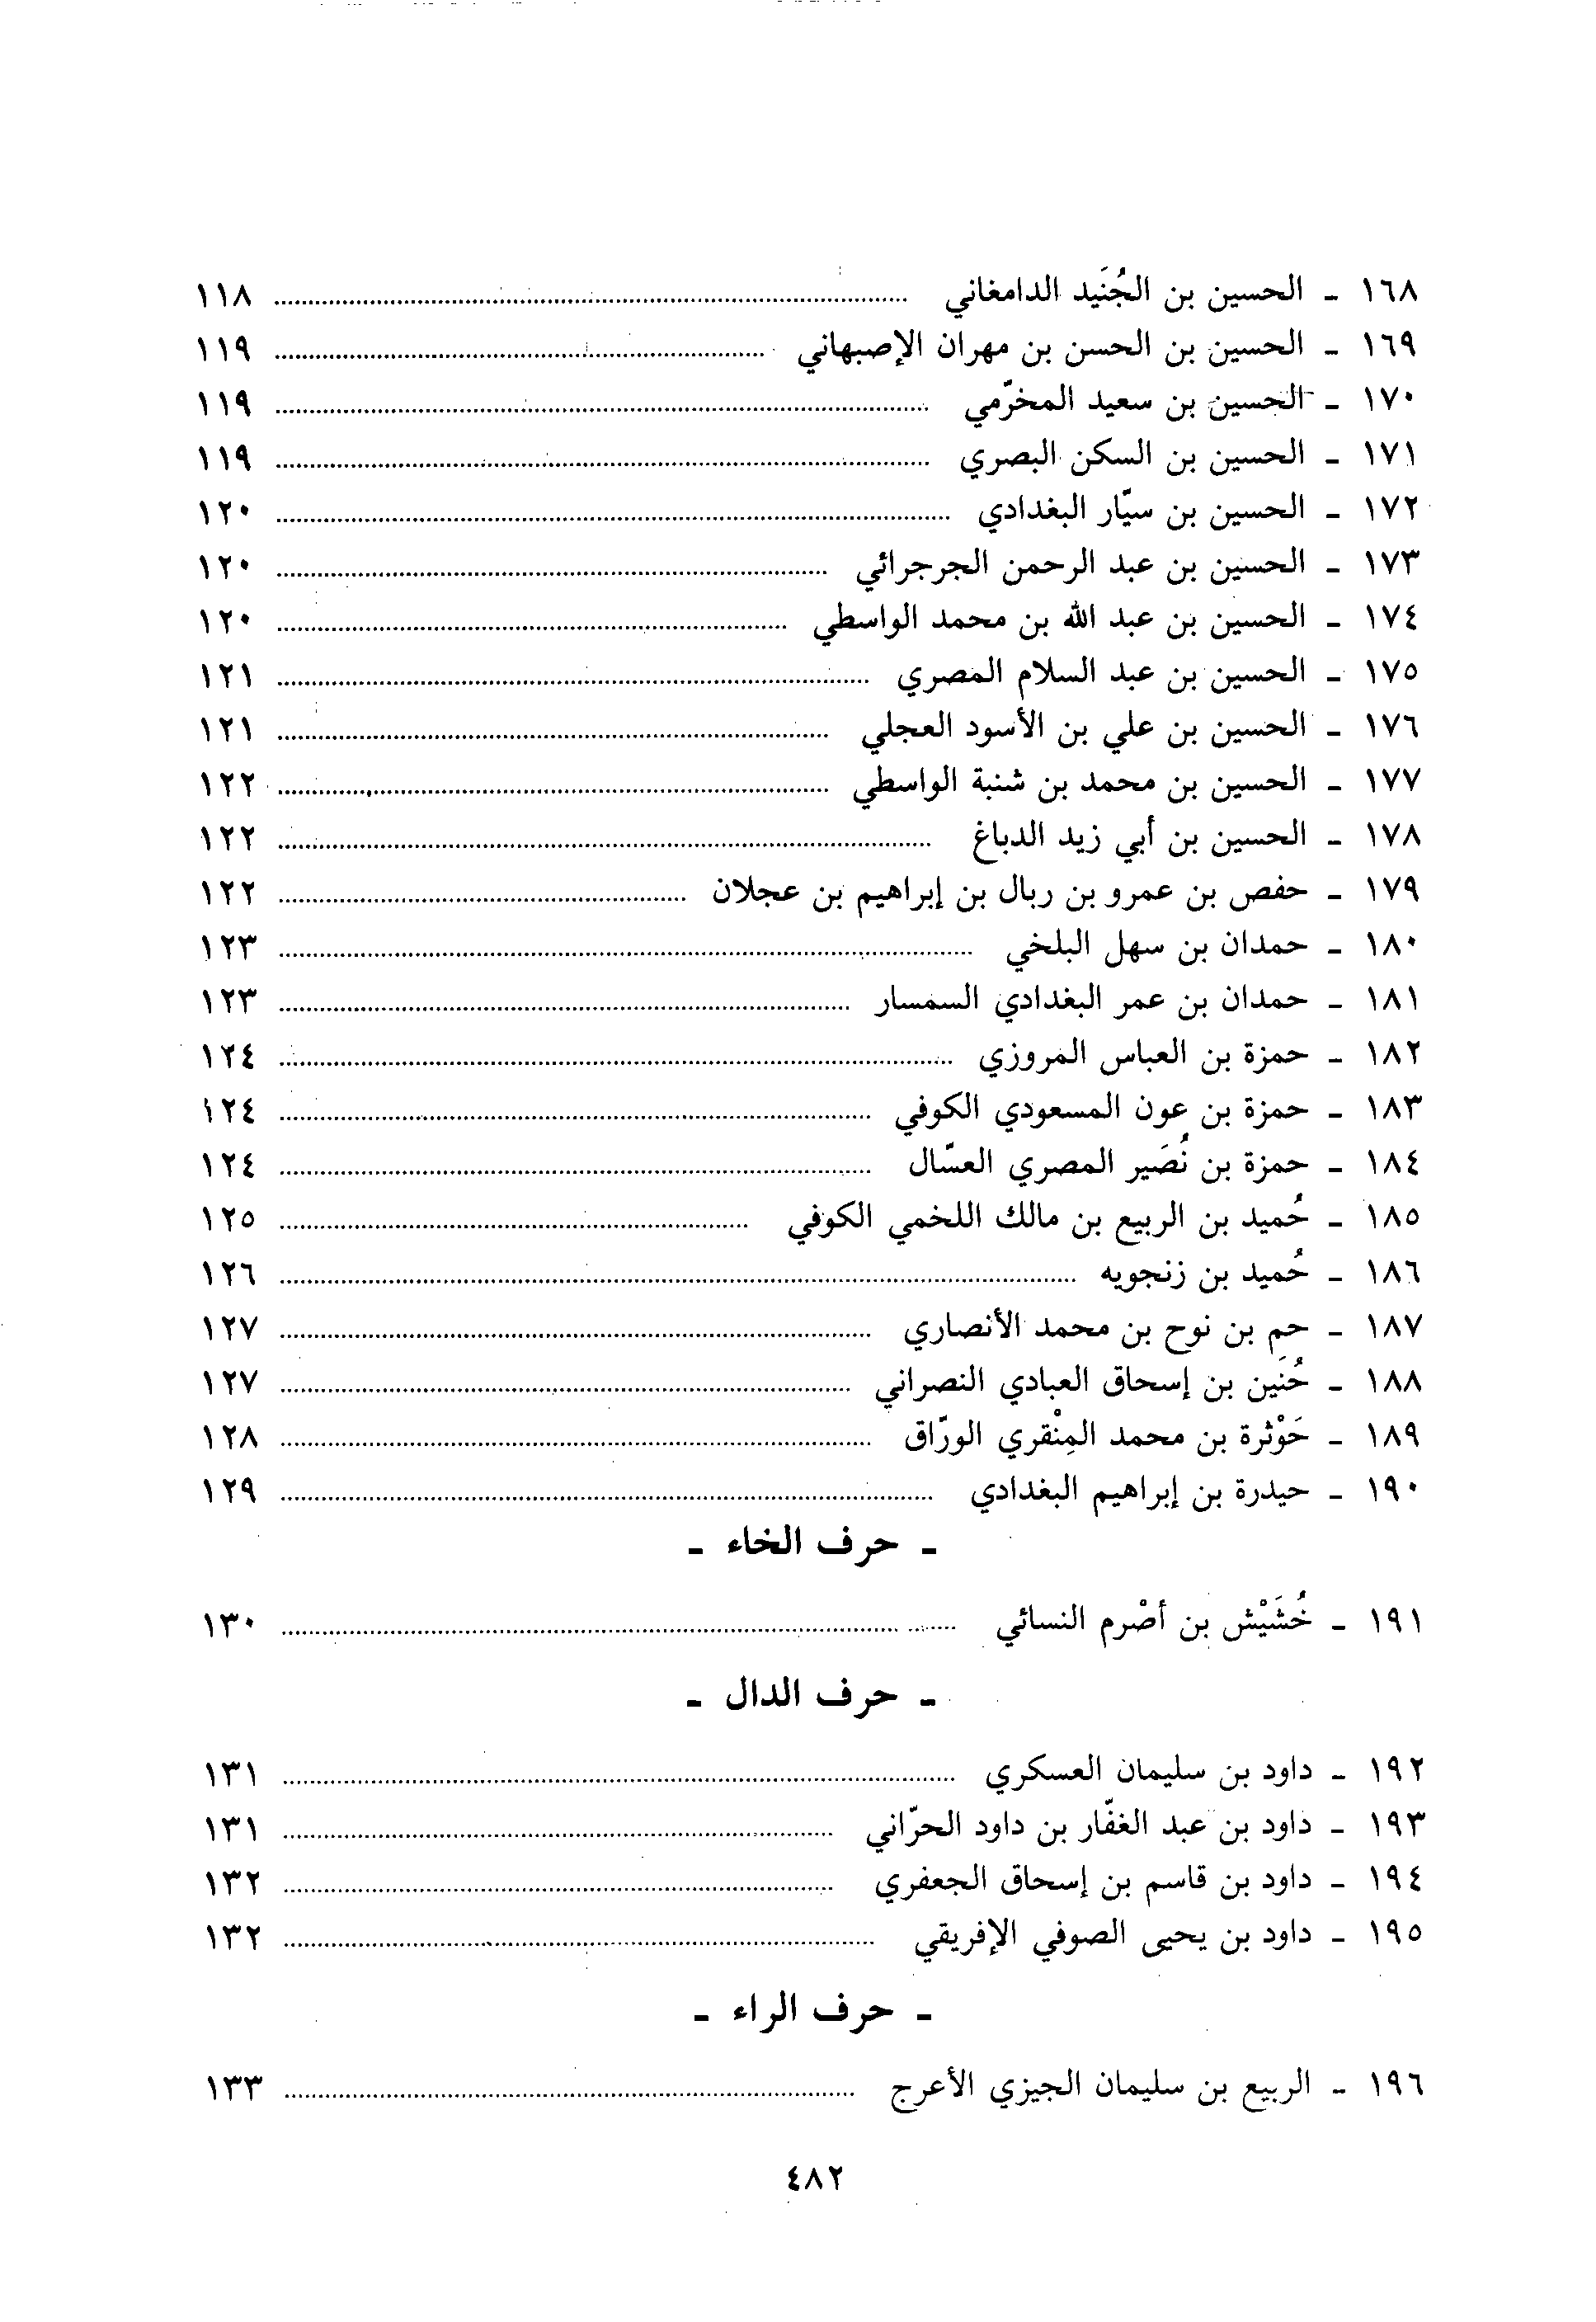 ١٦٨ - الحسين بن الجُنَيد الدامغاني ........ ١١٨
١٦٩ - الحسين بن الحسن بن مهران الإصبهاني ........ ١١٩
١٧٠ - الحسين بن سعيد المخرّمي ........ ١١٩
١٧١ - الحسين بن السكن البصري ........ ١١٩
١٧٢ - الحسين بن سيّار البغدادي ........ ١٢٠
١٧٣ - الحسين بن عبد الرحمن الجرجرائي ........ ١٢٠
١٧٤ - الحسين بن عبد الله بن محمد الواسطي ........ ١٢٠
١٧٥ - الحسين بن عبد السلام المصري ........ ١٢١
١٧٦ - الحسين بن علي بن الأسود العجلي ........ ١٢١
١٧٧ - الحسين بن محمد بن شنبة الواسطي ........ ١٢٢
١٧٨ - الحسين بن أبي زيد الدباغ ........ ١٢٢
١٧٩ - حفص بن عمرو بن ربال بن إبراهيم بن عجلان ........ ١٢٢
١٨٠ - حمدان بن سهل البلخي ........ ١٢٣
١٨١ - حمدان بن عمر البغدادي السمسار ........ ١٢٣
١٨٢ - حمزة بن العباس المروزي ........ ١٢٤
١٨٣ - حمزة بن عون المسعودي الكوفي ........ ١٢٤
١٨٤ - حمزة بن نُصَير المصري العسّال ........ ١٢٤
١٨٥ - حُميد بن الربيع بن مالك اللخمي الكوفي ........ ١٢٥
١٨٦ - حُميد بن زنجويه ........ ١٢٦
١٨٧ - حم بن نوح بن محمد الأنصاري ........ ١٢٧
١٨٨ - حُنَين بن إسحاق العبادي النصراني ........ ١٢٧
١٨٩ - حَوْثرة بن محمد المِنْقري الورّاق ........ ١٢٨
١٩٠ - حيدرة بن إبراهيم البغدادي ........ ١٢٩
- حرف الخاء -
١٩١ - خُشَيْش بن أصْرم النسائي ........ ١٣٠
- حرف الدال -
١٩٢ - داود بن سليمان العسكري ........ ١٣١
١٩٣ - داود بن عبد الغفّار بن داود الحرّاني ........ ١٣١
١٩٤ - داود بن قاسم بن إسحاق الجعفري ........ ١٣٢
١٩٥ - داود بن يحيى الصوفي الإفريقي ........ ١٣٢
- حرف الراء -
١٩٦ - الربيع بن سليمان الجيزي الأعرج ........ ١٣٣
٤٨٢